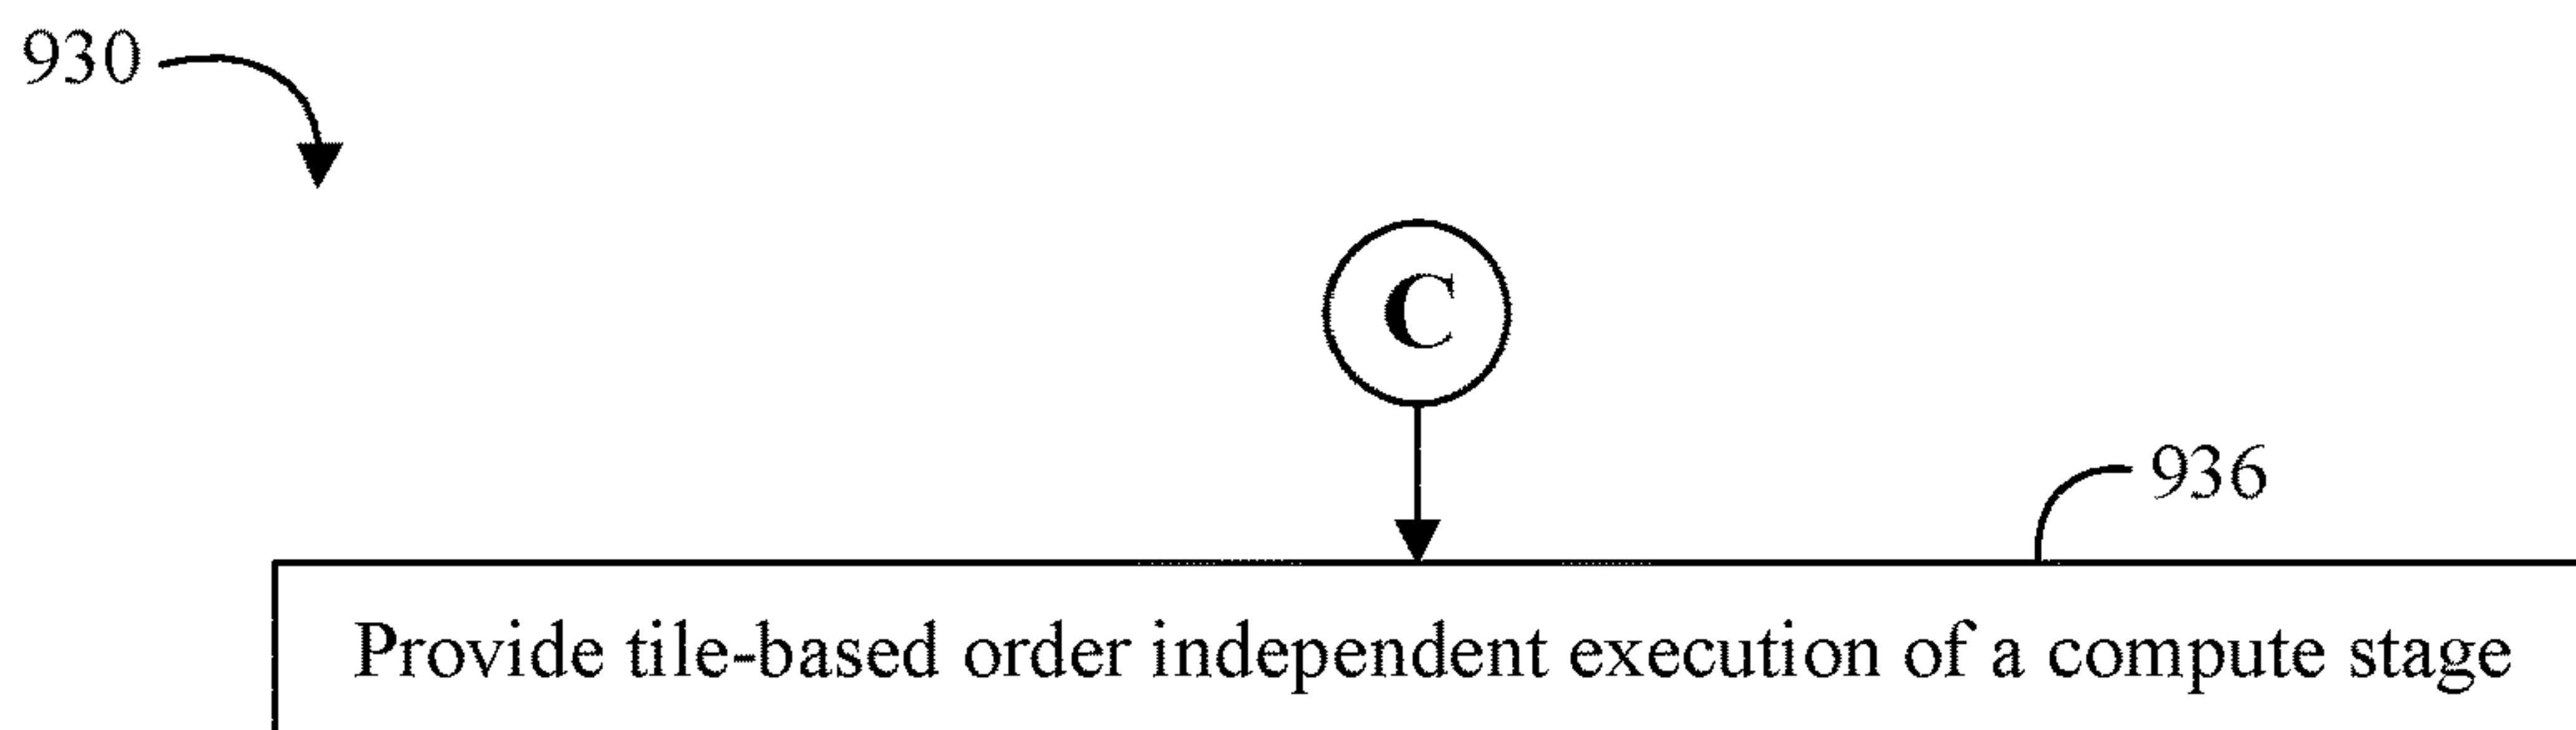 930
C
936
Provide tile-based order independent execution of a compute stage